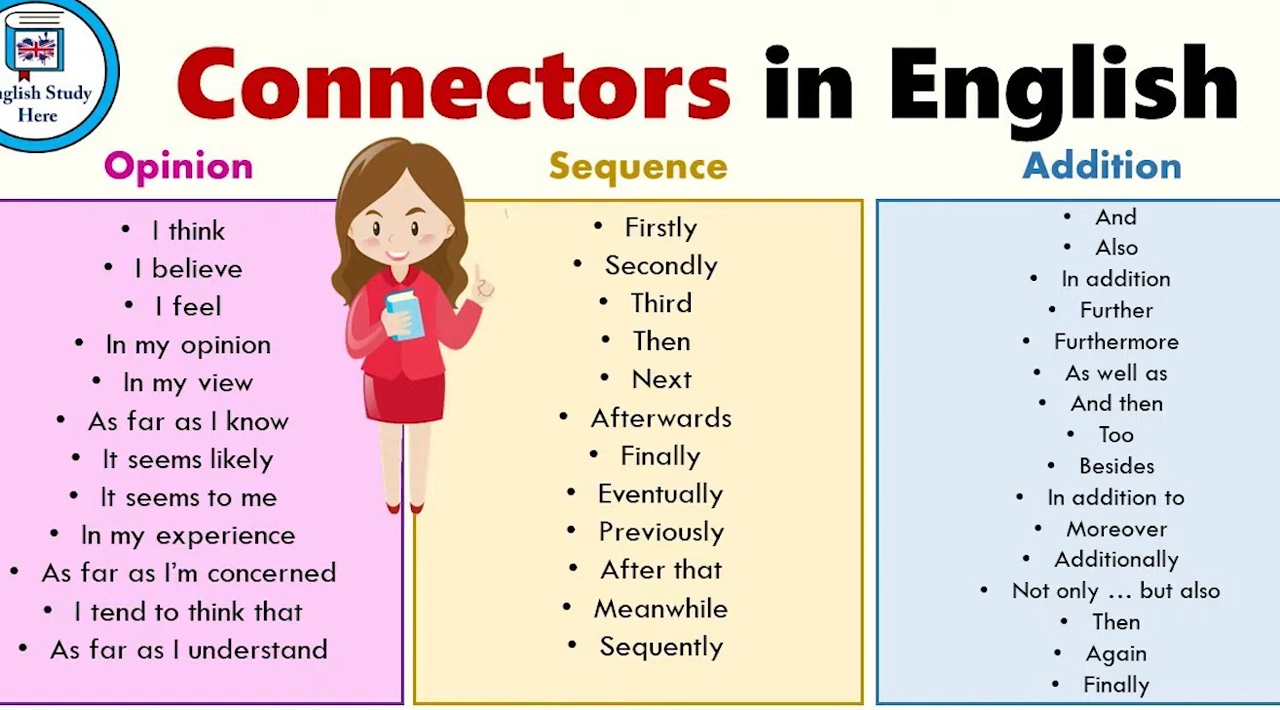 nglish Study
Here
Connectors in English
Opinion
• I think
• I believe
• I feel
• In my opinion
• In my view
• As far as I know
• It seems likely
• It seems to me
• In my experience
• As far as I'm concerned
• I tend to think that
• As far as I understand
Sequence
• Firstly
• Secondly
• Third
• Then
• Next
• Afterwards
• Finally
• Eventually
• Previously
• After that
• Meanwhile
• Sequently
Addition
• And
• Also
• In addition
• Further
• Furthermore
• As well as
• And then
• Too
• Besides
• In addition to
• Moreover
• Additionally
• Not only … but also
• Then
• Again
• Finally